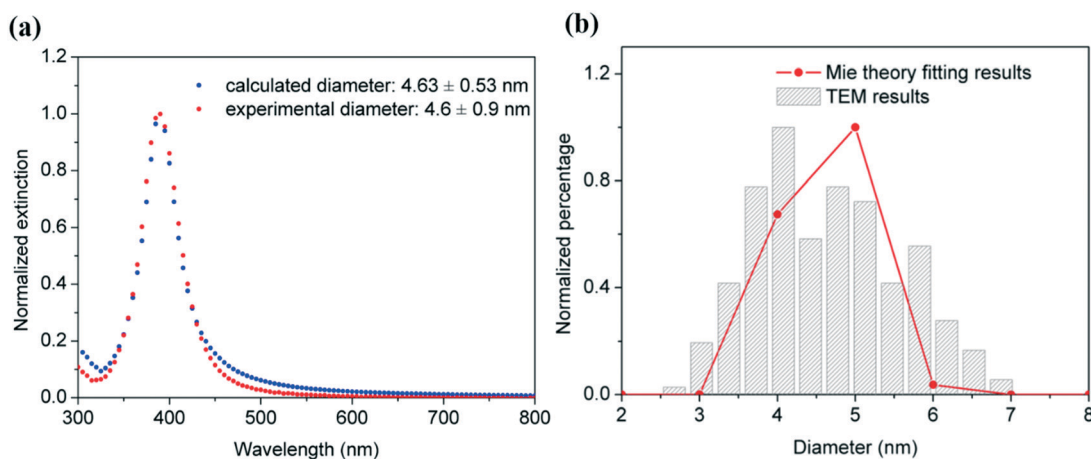 (a)
1.2
1.0
0.8
0.6
0.4
0.2
0.0
Normalized extinction
calculated diameter: 4.63 ± 0.53 nm
experimental diameter: 4.6 ± 0.9 nm
300 400 500 600 700 800
Wavelength (nm)
(b)
1.2
0.8
0.4
0.0
Normalized percentage
Mie theory fitting results
TEM results
2 3 4 5 6 7 8
Diameter (nm)